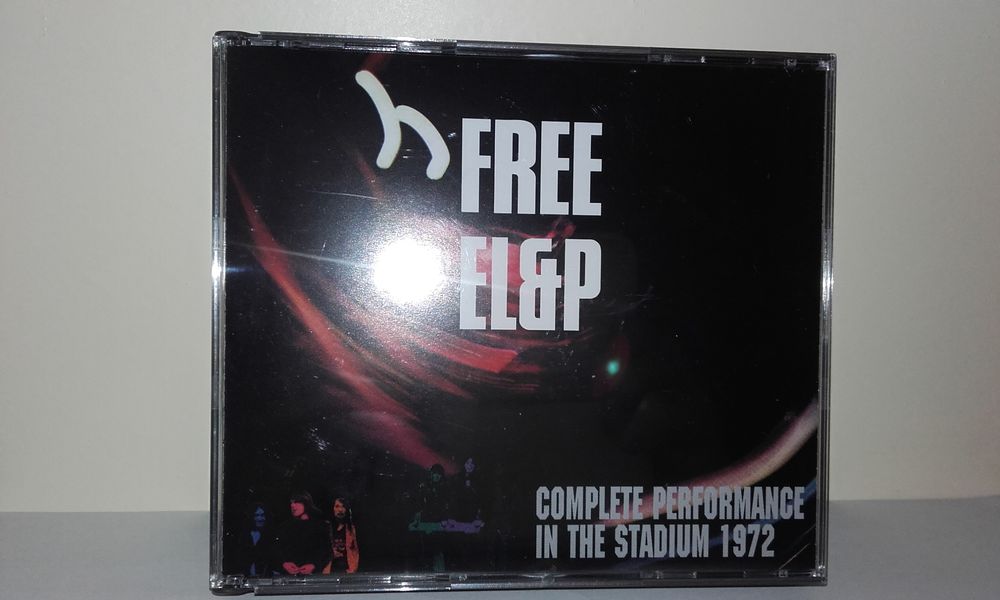 FREE
EL&P
COMPLETE PERFORMANCE
IN THE STADIUM 1972